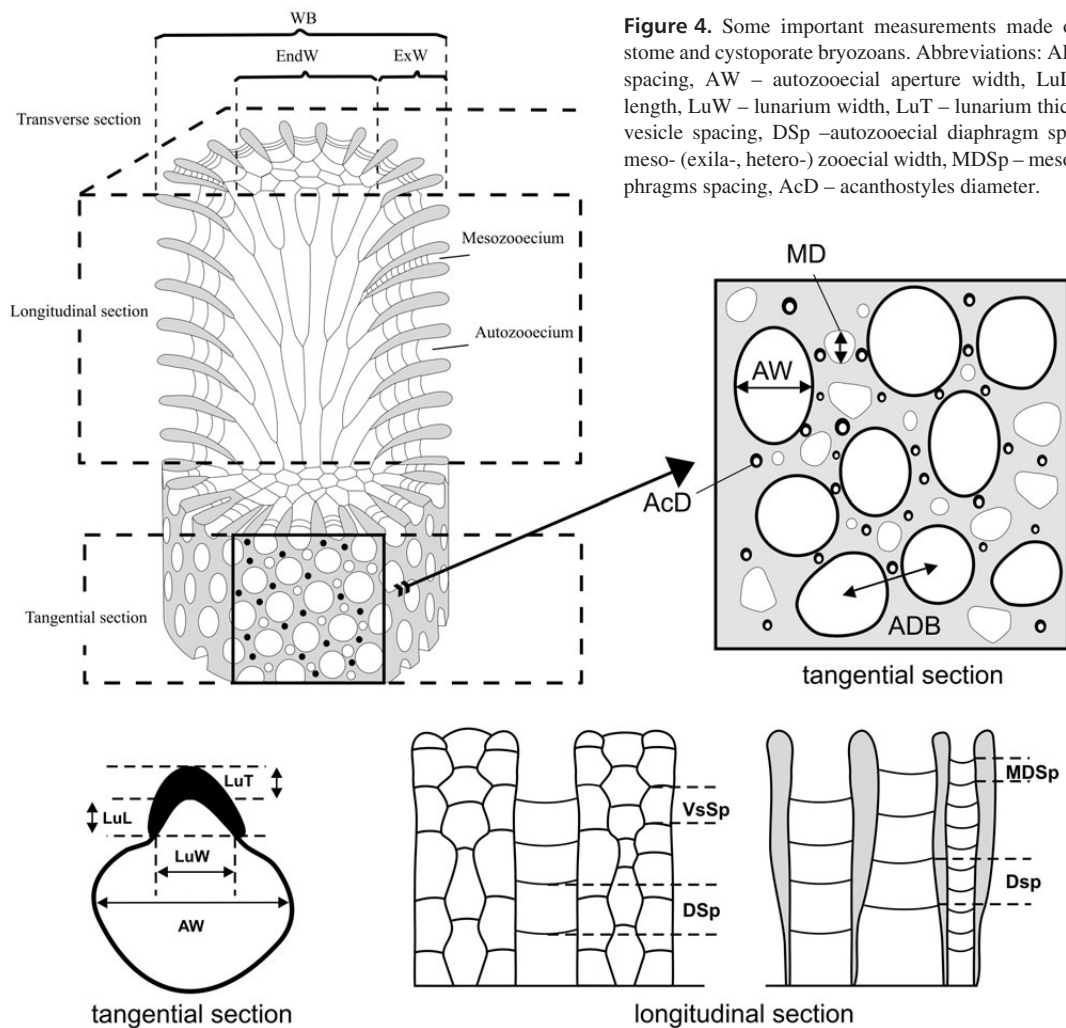 WB
EndW
ExW
Figure 4. Some important measurements made o
stome and cystoporate bryozoans. Abbreviations: A
spacing, AW – autozooecial aperture width, Lu
length, LuW – lunarium width, LuT – lunarium thic
vesicle spacing, DSp –autozooecial diaphragm sp
meso- (exila-, hetero-) zooecial width, MDSp – meso
phragms spacing, AcD – acanthostyles diameter.
Transverse section
Mesozooecium
Longitudinal section
Autozooecium
Tangential section
MD
AW
AcD
ADB
tangential section
LuT
LuL
LuW
AW
tangential section
VsSp
DSp
MDSp
Dsp
longitudinal section